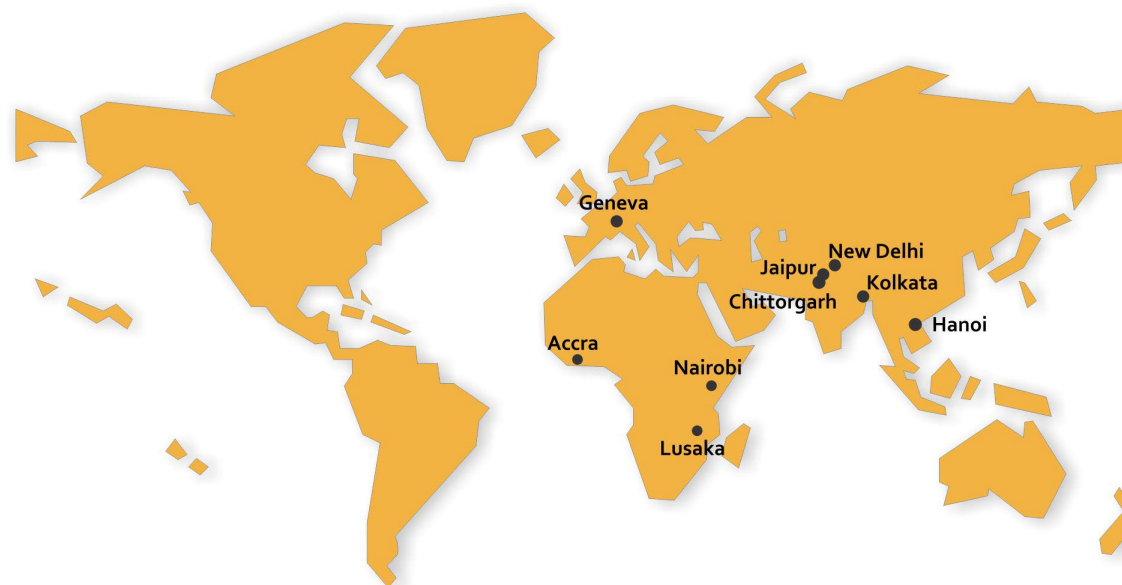 Geneva
New Delhi
Jaipur
Kolkata
Chittorgarh
Hanoi
Accra
Nairobi
Lusaka